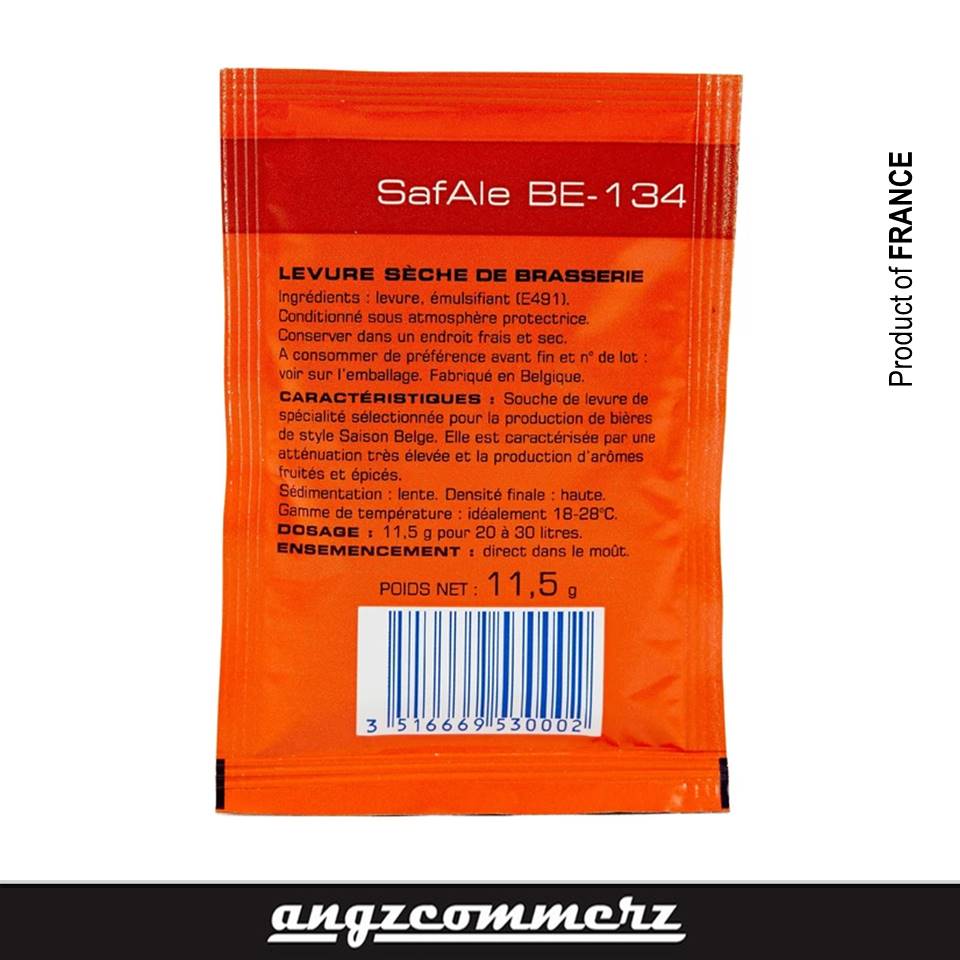 SafAle BE-134
LEVURE SÈCHE DE BRASSERIE
Ingrédients : levure, émulsifiant (E491).
Conditionné sous atmosphère protectrice.
Conserver dans un endroit frais et sec.
A consommer de préférence avant fin et n° de lot :
voir sur l'emballage. Fabriqué en Belgique.
CARACTÉRISTIQUES : Souche de levure de
spécialité sélectionnée pour la production de bières
de style Saison Belge. Elle est caractérisée par une
atténuation très élevée et la production d'arômes
fruités et épicés.
Sédimentation : lente. Densité finale : haute.
Gamme de température : idéalement 18-28°C.
DOSAGE : 11,5 g pour 20 à 30 litres.
ENSEMENCEMENT : direct dans le moût.
POIDS NET : 11,5 g
3 516669 530002
Product of FRANCE
angzcommerz